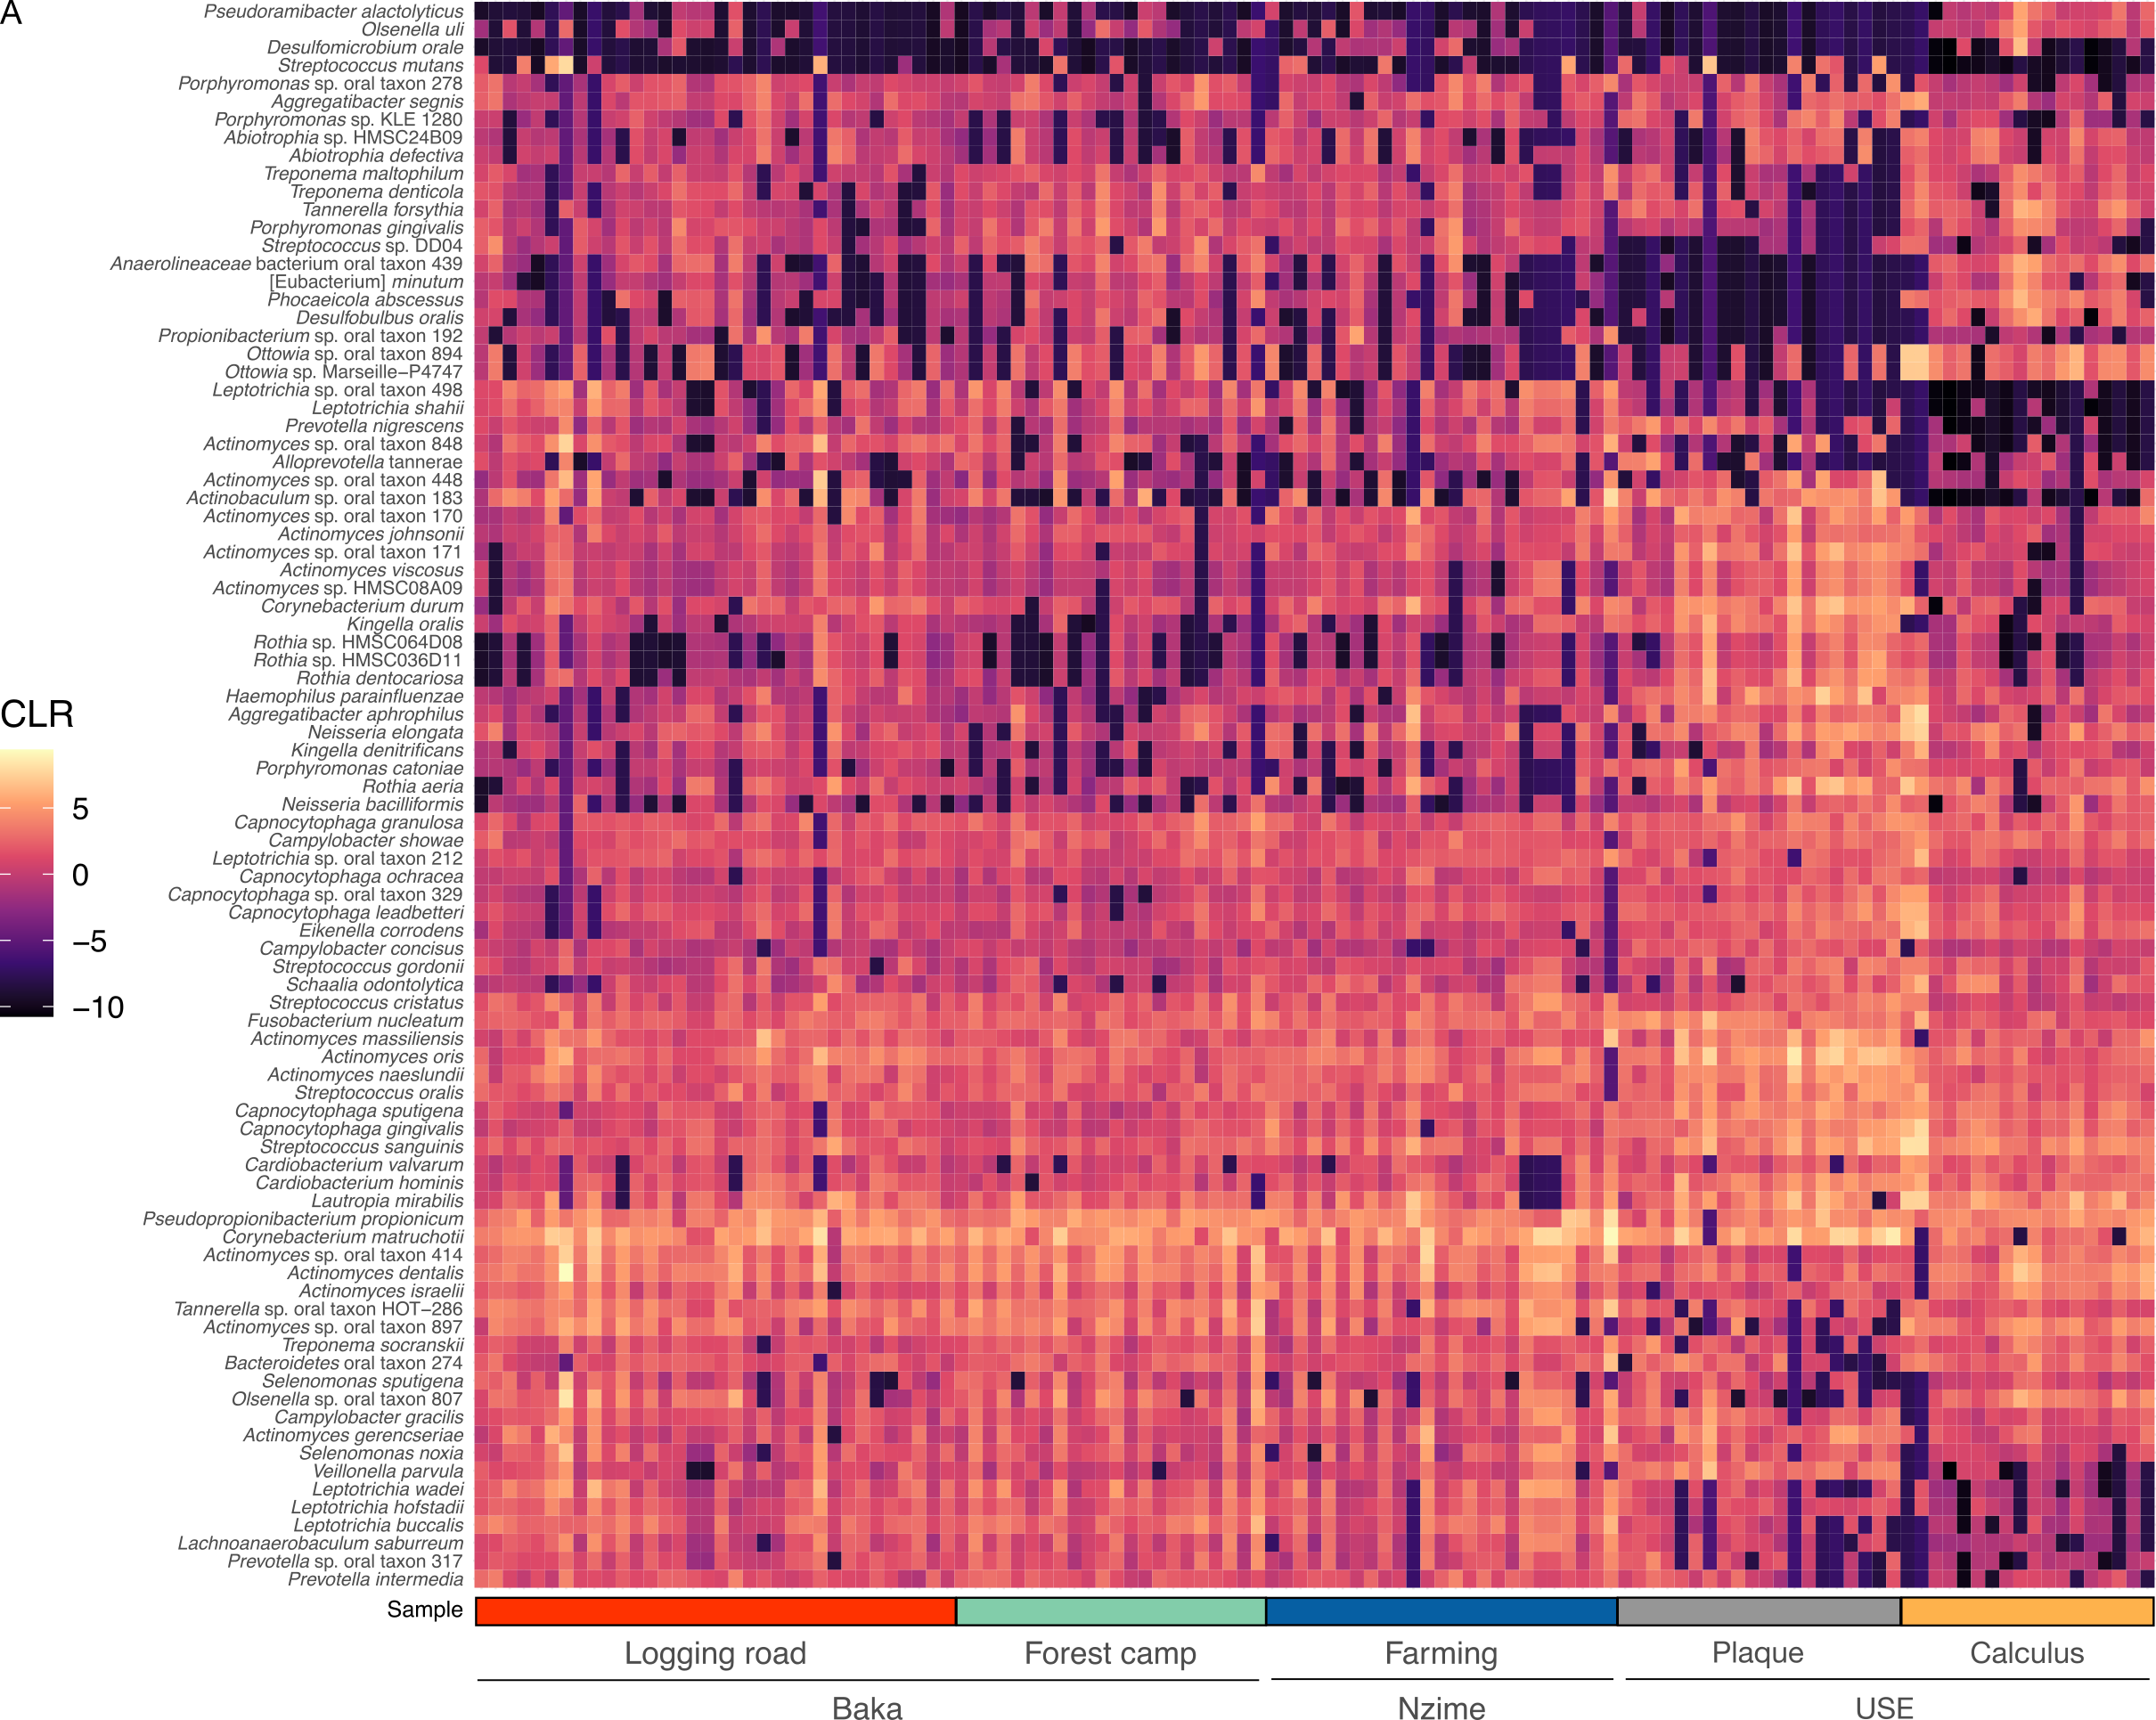 A
Pseudoramibacter alactolyticus
Olsenella uli
Desulfomicrobium orale
Streptococcus mutans
Porphyromonas sp. oral taxon 278
Aggregatibacter segnis
Porphyromonas sp. KLE 1280
Abiotrophia sp. HMSC24B09
Abiotrophia defectiva
Treponema maltophilum
Treponema denticola
Tannerella forsythia
Porphyromonas gingivalis
Streptococcus sp. DD04
Anaerolineaceae bacterium oral taxon 439
[Eubacterium] minutum
Phocaeicola abscessus
Desulfobulbus oralis
Propionibacterium sp. oral taxon 192
Ottowia sp. oral taxon 894
Ottowia sp. Marseille−P4747
Leptotrichia sp. oral taxon 498
Leptotrichia shahii
Prevotella nigrescens
Actinomyces sp. oral taxon 848
Alloprevotella tannerae
Actinomyces sp. oral taxon 448
Actinobaculum sp. oral taxon 183
Actinomyces sp. oral taxon 170
Actinomyces johnsonii
Actinomyces sp. oral taxon 171
Actinomyces viscosus
Actinomyces sp. HMSC08A09
Corynebacterium durum
Kingella oralis
Rothia sp. HMSC064D08
Rothia sp. HMSC036D11
Rothia dentocariosa
Haemophilus parainfluenzae
Aggregatibacter aphrophilus
Neisseria elongata
Kingella denitrificans
Porphyromonas catoniae
Rothia aeria
Neisseria bacilliformis
Capnocytophaga granulosa
Campylobacter showae
Leptotrichia sp. oral taxon 212
Capnocytophaga ochracea
Capnocytophaga sp. oral taxon 329
Capnocytophaga leadbetteri
Eikenella corrodens
Campylobacter concisus
Streptococcus gordonii
Schaalia odontolytica
Streptococcus cristatus
Fusobacterium nucleatum
Actinomyces massiliensis
Actinomyces oris
Actinomyces naeslundii
Streptococcus oralis
Capnocytophaga sputigena
Capnocytophaga gingivalis
Streptococcus sanguinis
Cardiobacterium valvarum
Cardiobacterium hominis
Lautropia mirabilis
Pseudopropionibacterium propionicum
Corynebacterium matruchotii
Actinomyces sp. oral taxon 414
Actinomyces dentalis
Actinomyces israelii
Tannerella sp. oral taxon HOT−286
Actinomyces sp. oral taxon 897
Treponema socranskii
Bacteroidetes oral taxon 274
Selenomonas sputigena
Olsenella sp. oral taxon 807
Campylobacter gracilis
Actinomyces gerencseriae
Selenomonas noxia
Veillonella parvula
Leptotrichia wadei
Leptotrichia hofstadii
Leptotrichia buccalis
Lachnoanaerobaculum saburreum
Prevotella sp. oral taxon 317
Prevotella intermedia
CLR
5
0
−5
−10
Sample
Logging road Forest camp Farming Plaque Calculus
Baka Nzime USE